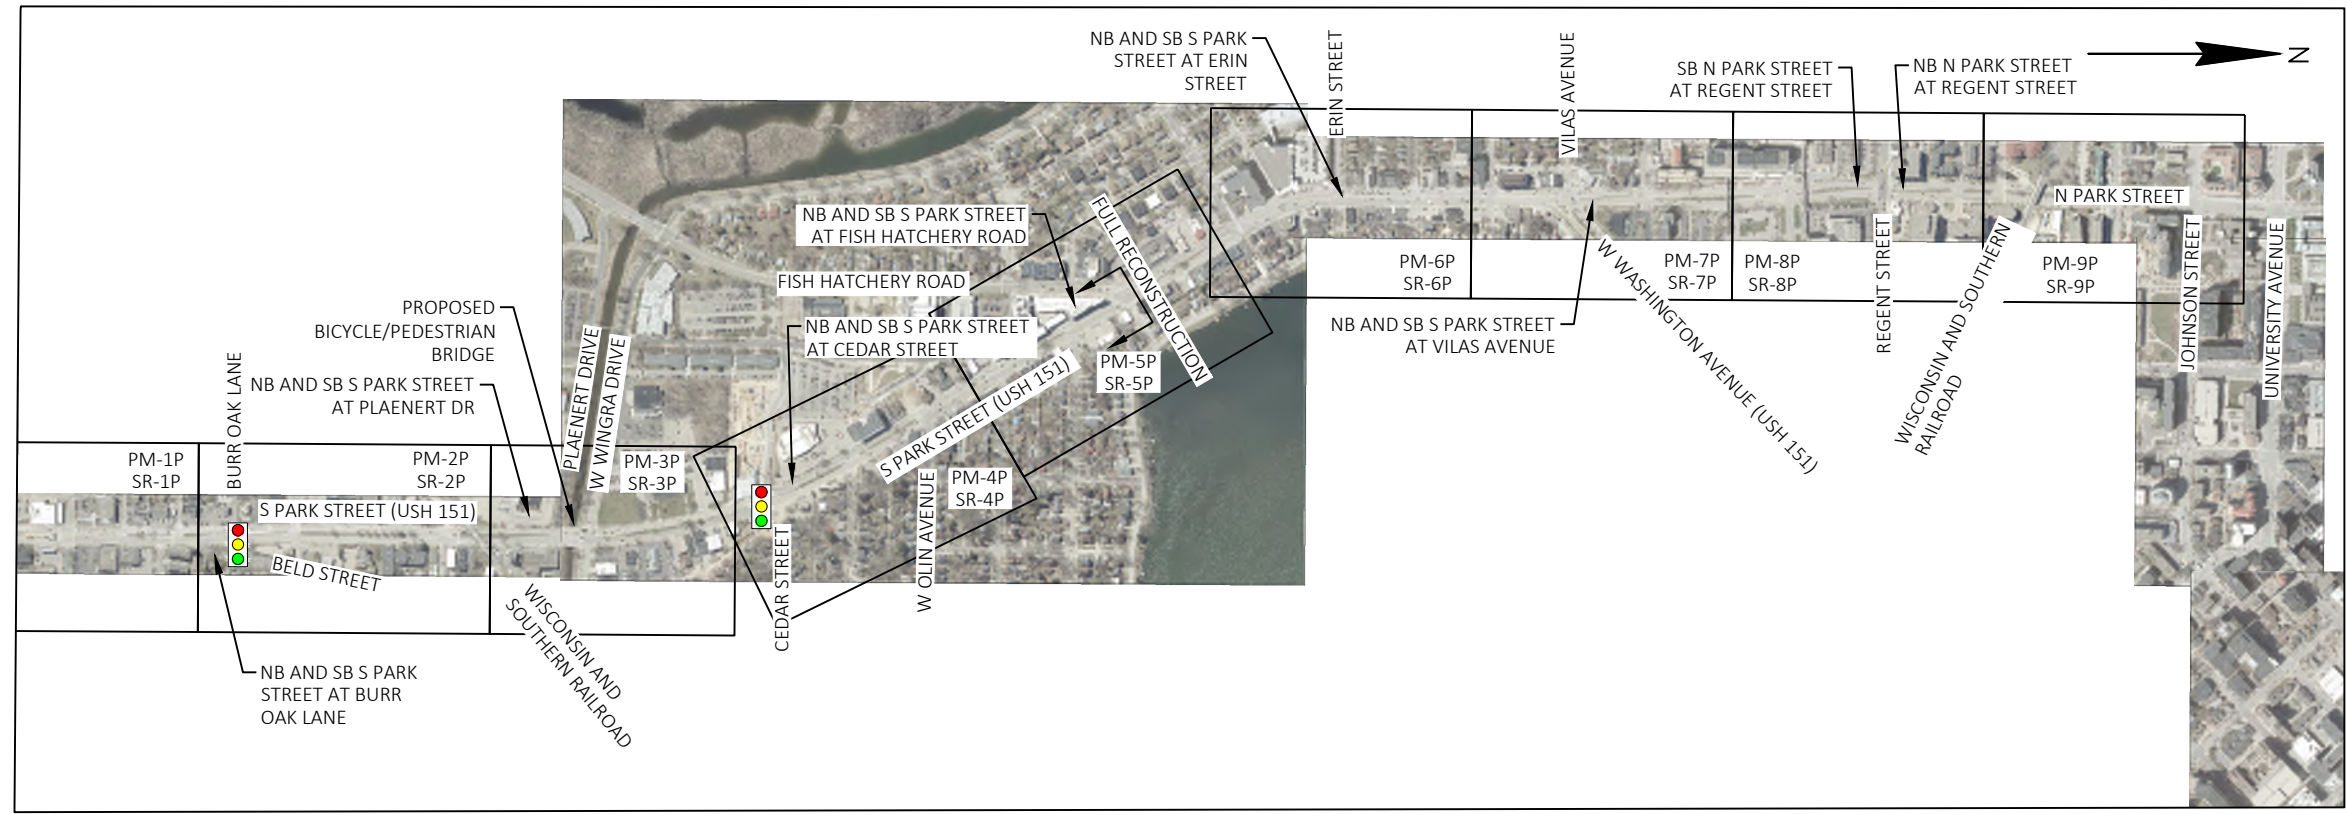 NB AND SB S PARK
STREET AT ERIN
STREET
ERIN STREET
VILAS AVENUE
SB N PARK STREET
AT REGENT STREET
NB N PARK STREET
AT REGENT STREET
N
N PARK STREET
NB AND SB S PARK STREET
AT FISH HATCHERY ROAD
FULL RECONSTRUCTION
FISH HATCHERY ROAD
NB AND SB S PARK STREET
AT CEDAR STREET
PROPOSED
BICYCLE/PEDESTRIAN
BRIDGE
NB AND SB S PARK STREET
AT PLAENERT DR
BURR OAK LANE
PLAENERT DRIVE
W WINGRA DRIVE
S PARK STREET (USH 151)
PM-5P
SR-5P
PM-6P
SR-6P
PM-7P
SR-7P
PM-8P
SR-8P
PM-9P
SR-9P
NB AND SB S PARK STREET
AT VILAS AVENUE
W WASHINGTON AVENUE (USH 151)
REGENT STREET
WISCONSIN AND SOUTHERN
RAILROAD
JOHNSON STREET
UNIVERSITY AVENUE
PM-1P
SR-1P
PM-2P
SR-2P
PM-3P
SR-3P
PM-4P
SR-4P
S PARK STREET (USH 151)
BELD STREET
CEDAR STREET
W OLIN AVENUE
WISCONSIN AND
SOUTHERN RAILROAD
NB AND SB S PARK
STREET AT BURR
OAK LANE